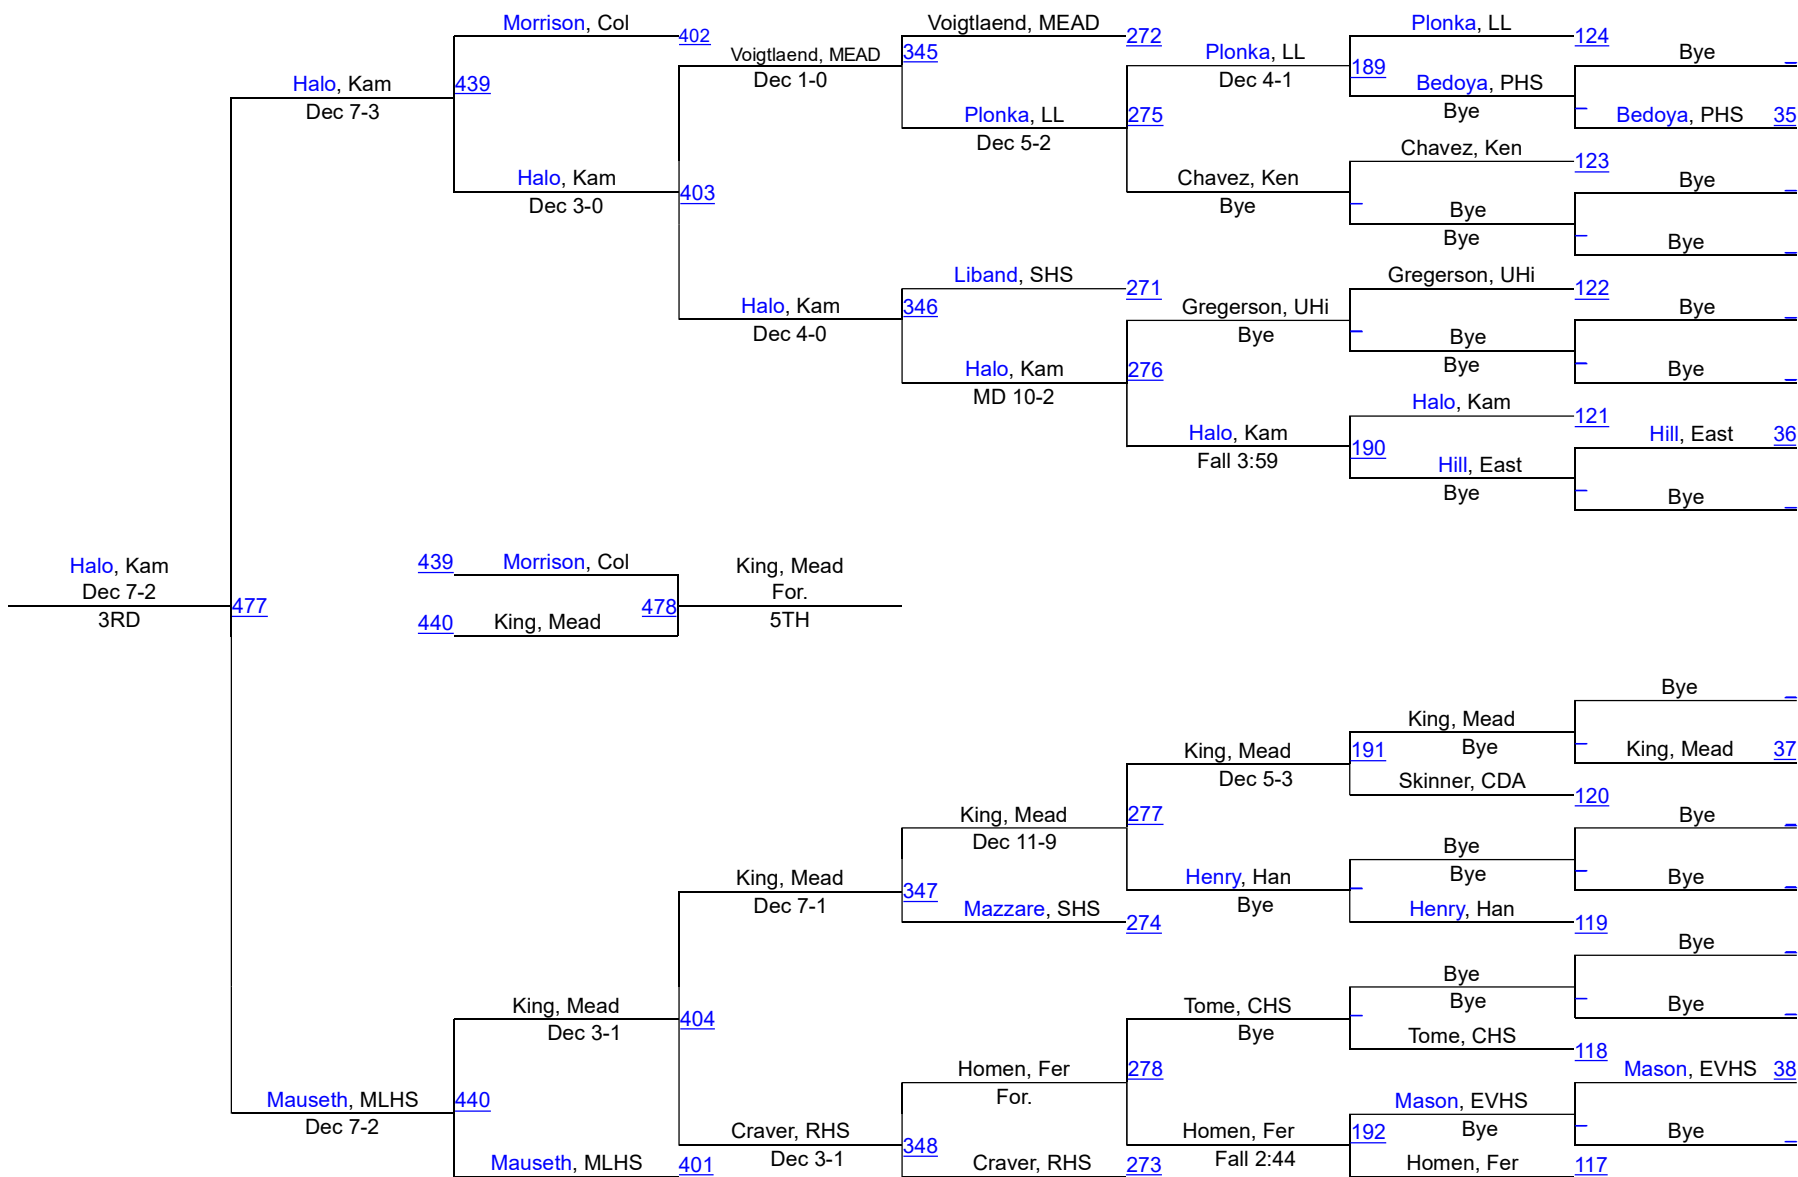 Morrison, Col
402
Voigtlaend, MEAD
272
Plonka, LL
124
Bye
Voigtlaend, MEAD
345
Plonka, LL
Halo, Kam
439
Dec 1-0
Dec 4-1
189
Bedoya, PHS
Dec 7-3
Plonka, LL
275
Bye
Bedoya, PHS
35
Dec 5-2
Chavez, Ken
123
Halo, Kam
403
Chavez, Ken
Bye
Dec 3-0
Bye
Bye
Bye
Bye
Liband, SHS
271
Gregerson, UHi
122
Halo, Kam
346
Gregerson, UHi
Bye
Dec 4-0
Bye
Bye
Halo, Kam
276
Bye
Bye
MD 10-2
Halo, Kam
121
Halo, Kam
190
Hill, East
36
Fall 3:59
Hill, East
Bye
Bye
Halo, Kam
439
Morrison, Col
King, Mead
Dec 7-2
477
478
For.
3RD
440
King, Mead
5TH
Bye
King, Mead
King, Mead
191
Bye
King, Mead
37
Dec 5-3
Skinner, CDA
120
King, Mead
277
Bye
Dec 11-9
Bye
King, Mead
347
Henry, Han
Bye
Bye
Dec 7-1
Mazzare, SHS
274
Bye
Henry, Han
119
Bye
Bye
King, Mead
404
Tome, CHS
Bye
Bye
Dec 3-1
Bye
Tome, CHS
118
Homen, Fer
278
Mason, EVHS
38
Mauseth, MLHS
440
For.
Mason, EVHS
Dec 7-2
Craver, RHS
348
Homen, Fer
192
Bye
Bye
Mauseth, MLHS
401
Dec 3-1
Craver, RHS
273
Fall 2:44
Homen, Fer
117